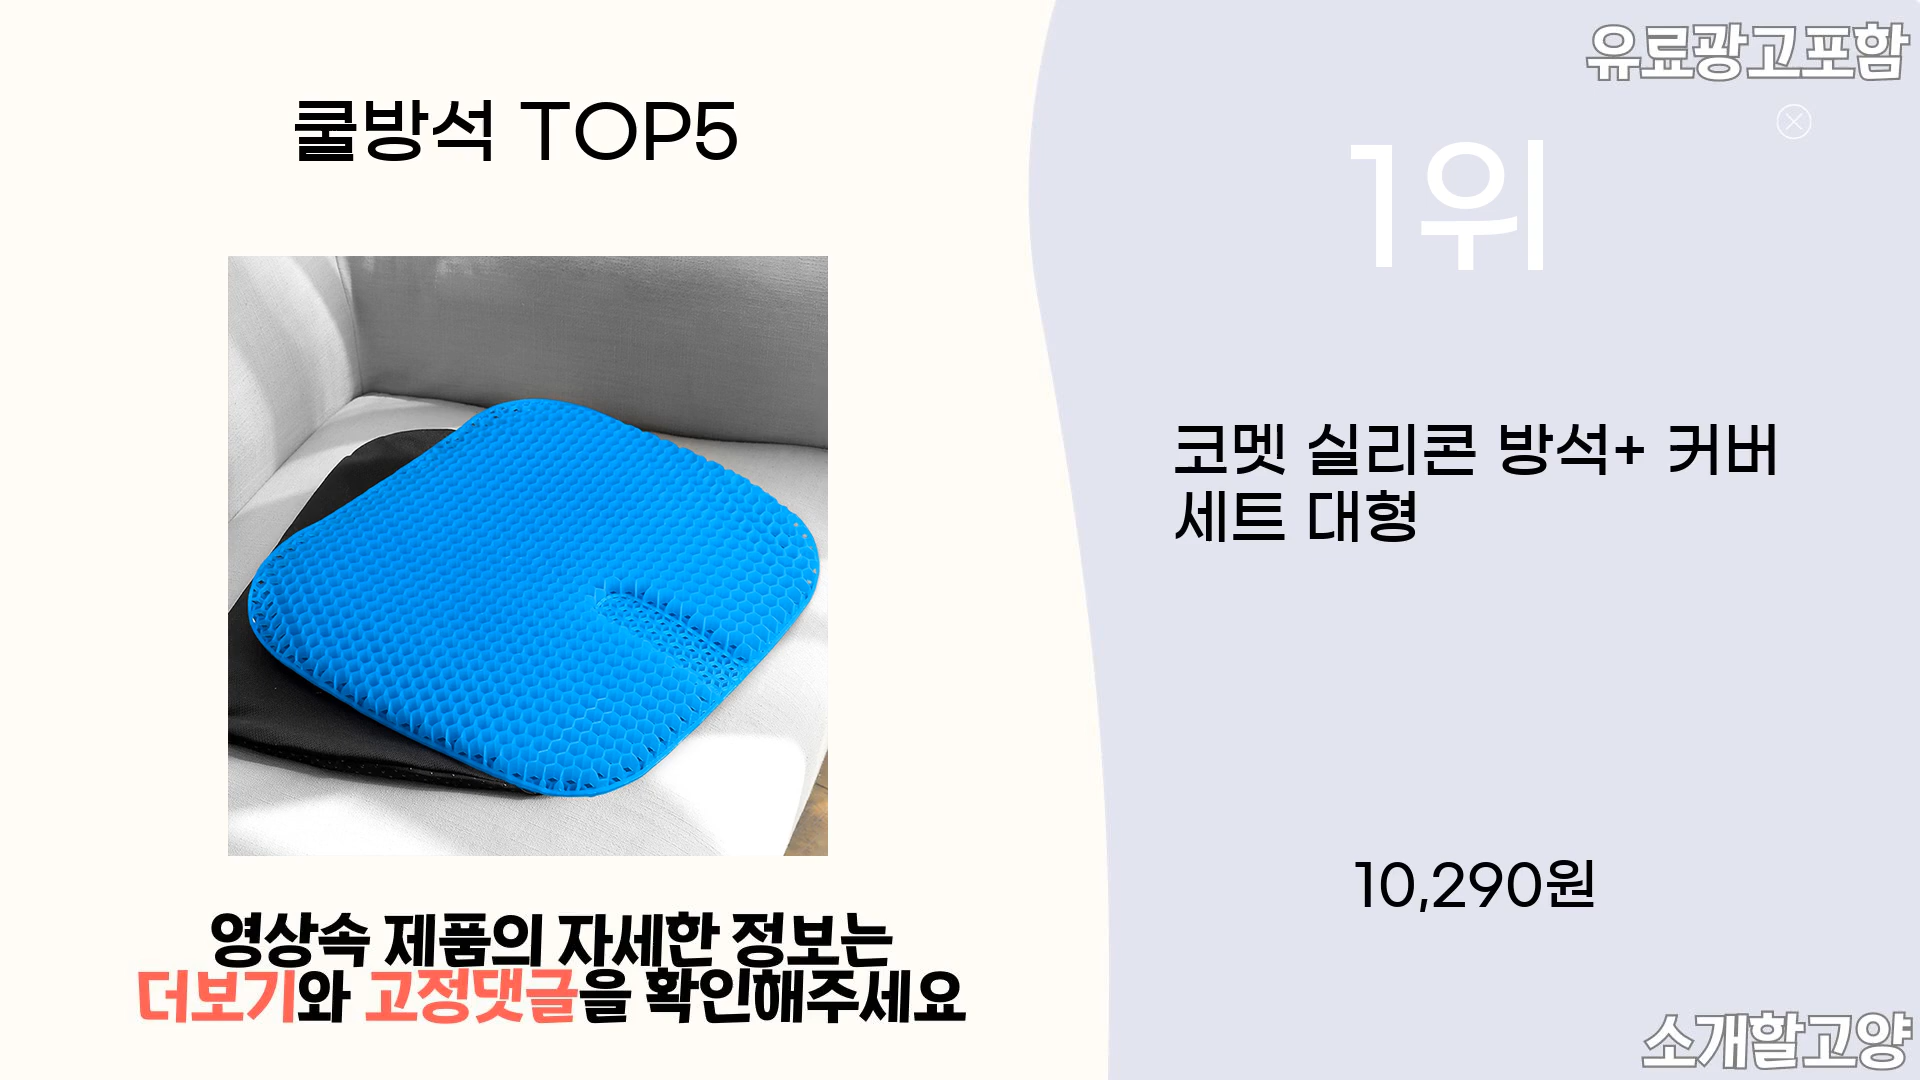 유료광고포함
쿨방석 TOP5
1위
코멧 실리콘 방석+ 커버
세트 대형
10,290원
영상속 제품의 자세한 정보는
더보기와 고정댓글을 확인해주세요
소개할고양